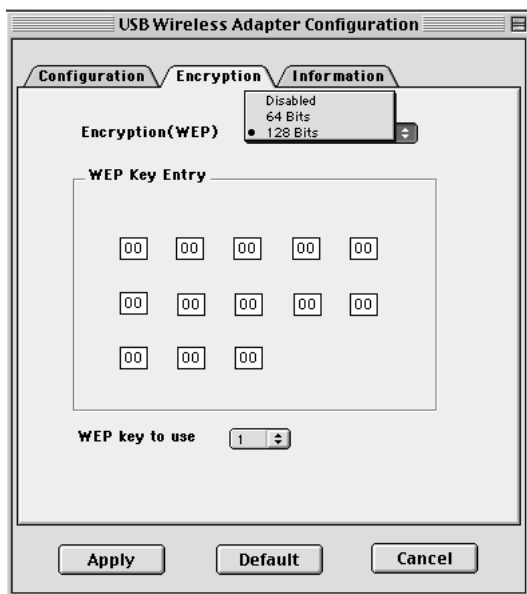 USB Wireless Adapter Configuration
Configuration Encryption Information
Disabled
64 Bits
Encryption(WEP) • 128 Bits
WEP Key Entry
00 00 00 00 00
00 00 00 00 00
00 00 00
WEP key to use 1
Apply Default Cancel